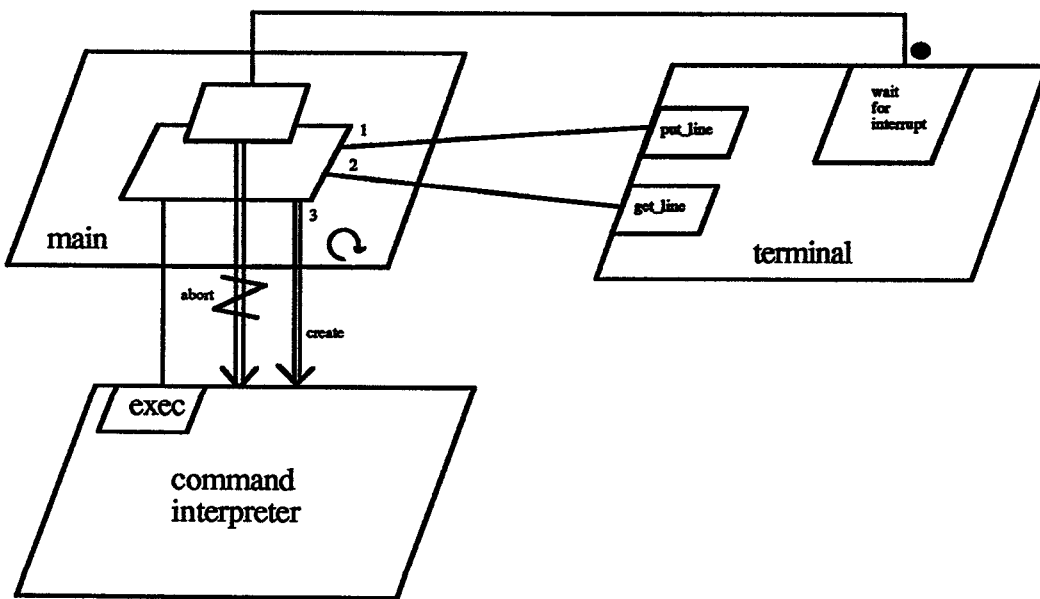 wait
for
interrupt
1
put_line
2
get_line
3
main
terminal
abort
create
exec
command
interpreter